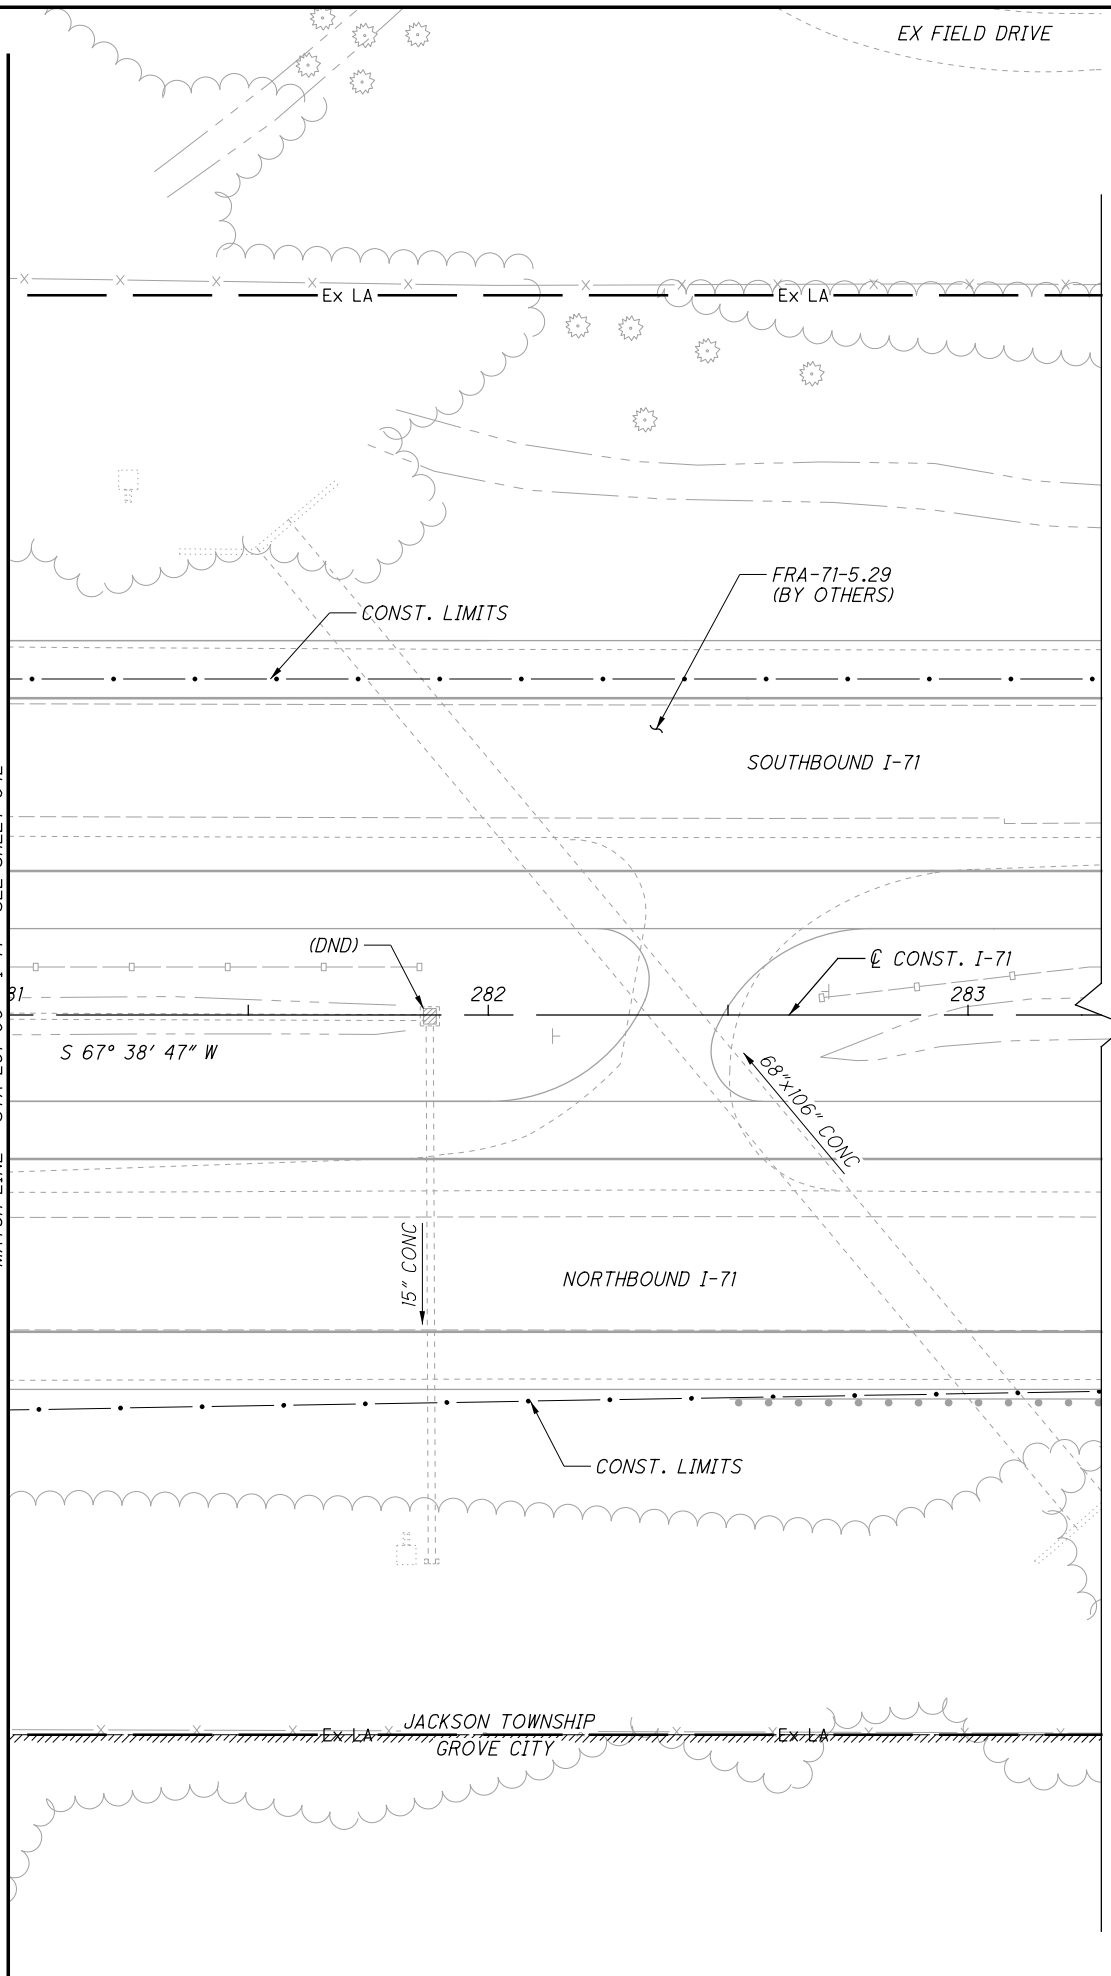 EX FIELD DRIVE
Ex LA
Ex LA
FRA-71-5.29
(BY OTHERS)
CONST. LIMITS
SOUTHBOUND I-71
(DND)
℄ CONST. I-71
282
283
S 67° 38' 47" W
68"x106" CONC
15" CONC
NORTHBOUND I-71
CONST. LIMITS
JACKSON TOWNSHIP
Ex LA
Ex LA
GROVE CITY